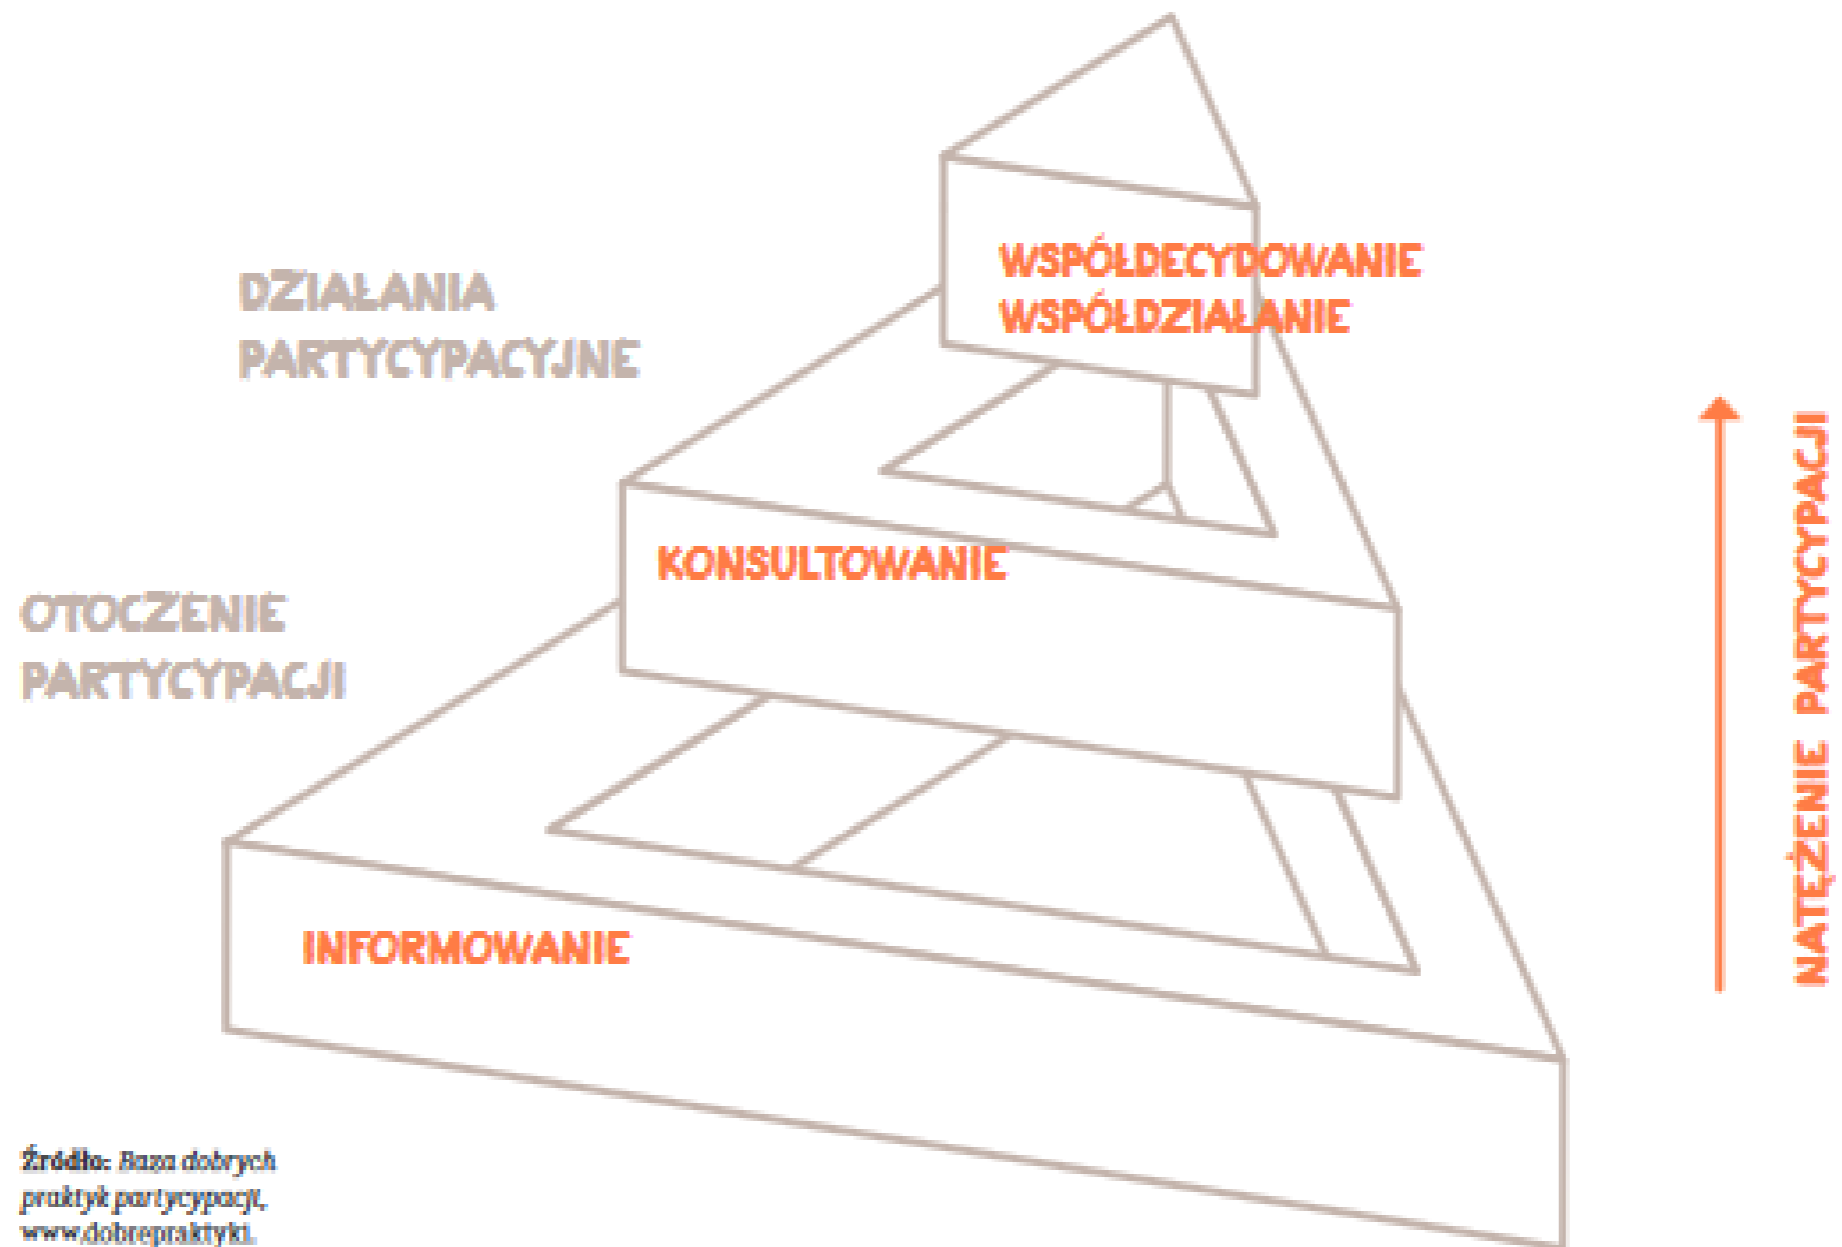 WSPÓŁDECYDOWANIE
WSPÓŁDZIAŁANIE
DZIAŁANIA
PARTYCYPACYJNE
KONSULTOWANIE
OTOCZENIE
PARTYCYPACJI
INFORMOWANIE
NATĘŻENIE PARTYCYPACJI
Źródło: Baza dobrych
praktyk partycypacji,
www.dobrepraktyki.